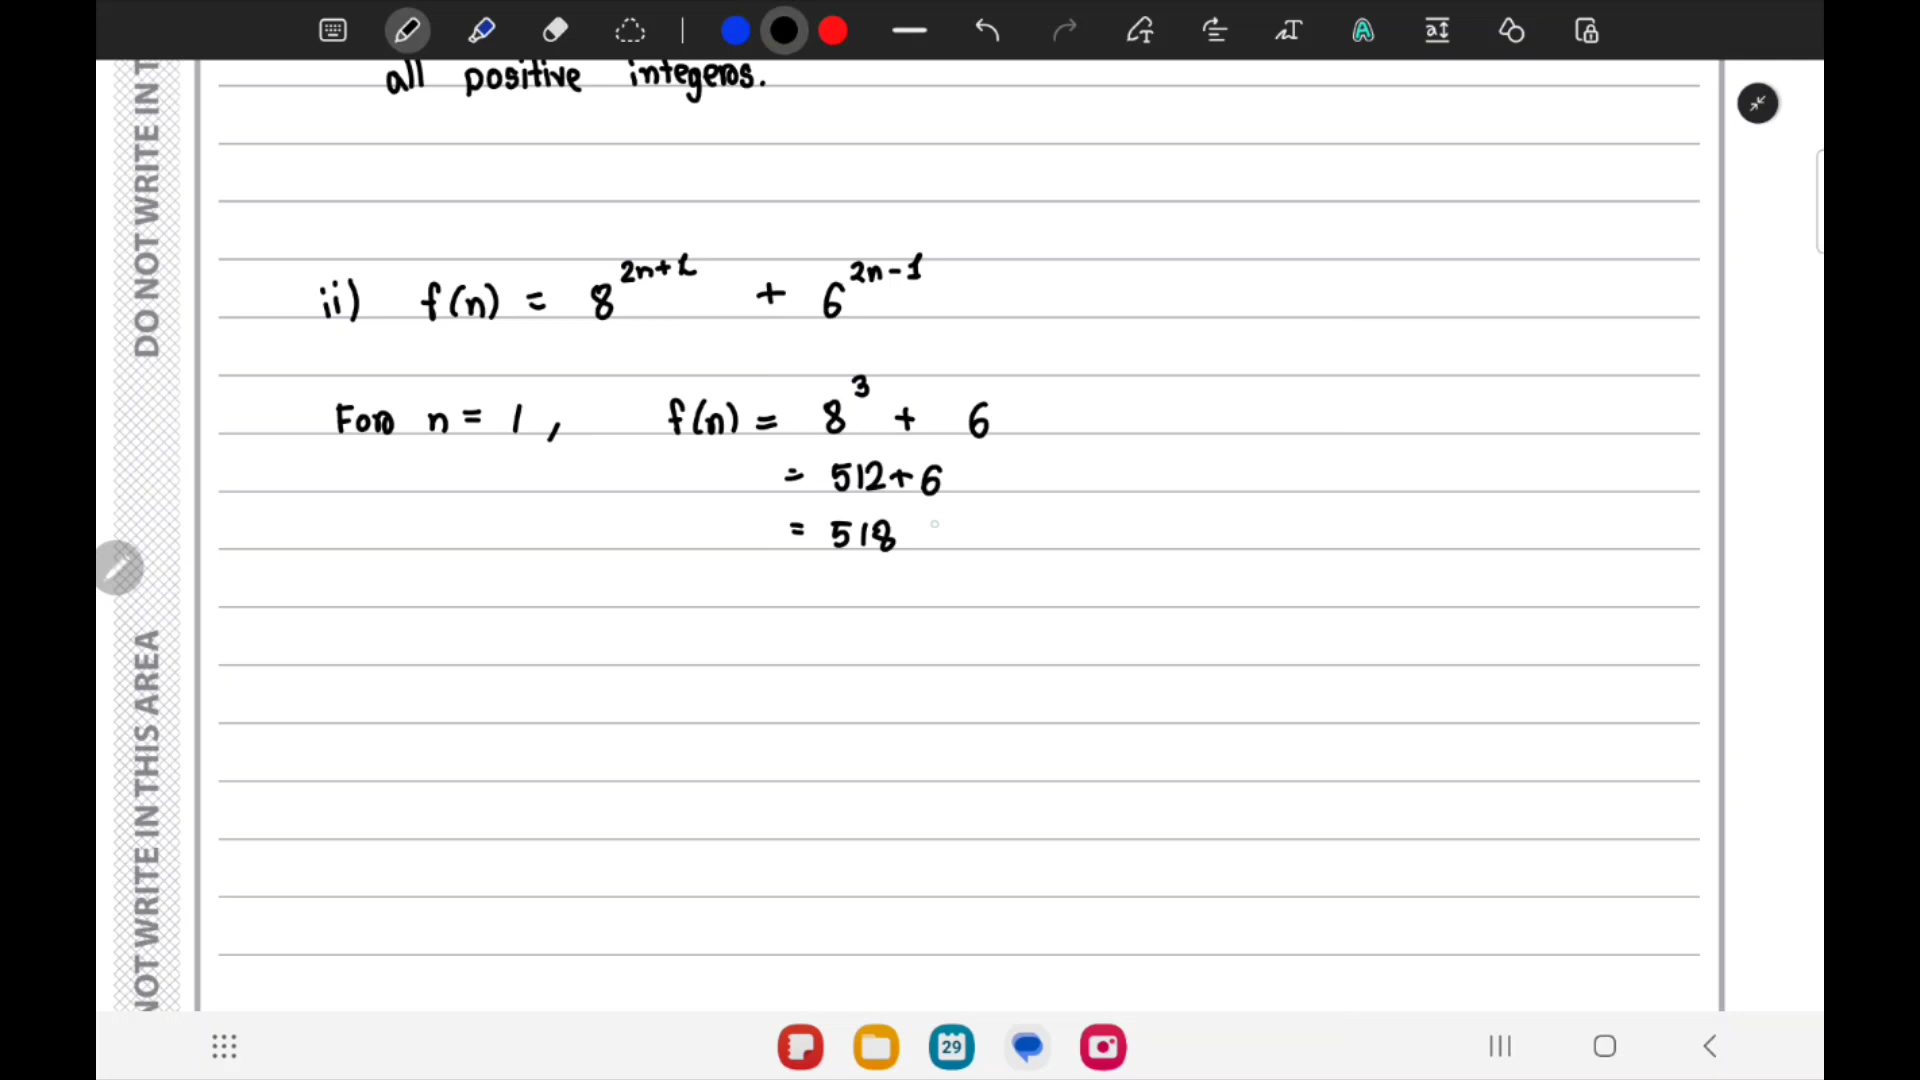 all positive integers.
ii) f(n) = 8^{2n+1} + 6^{2n-1}
For n = 1, f(n) = 8^3 + 6
= 512+6
= 518
DO NOT WRITE IN T
NOT WRITE IN THIS AREA
29